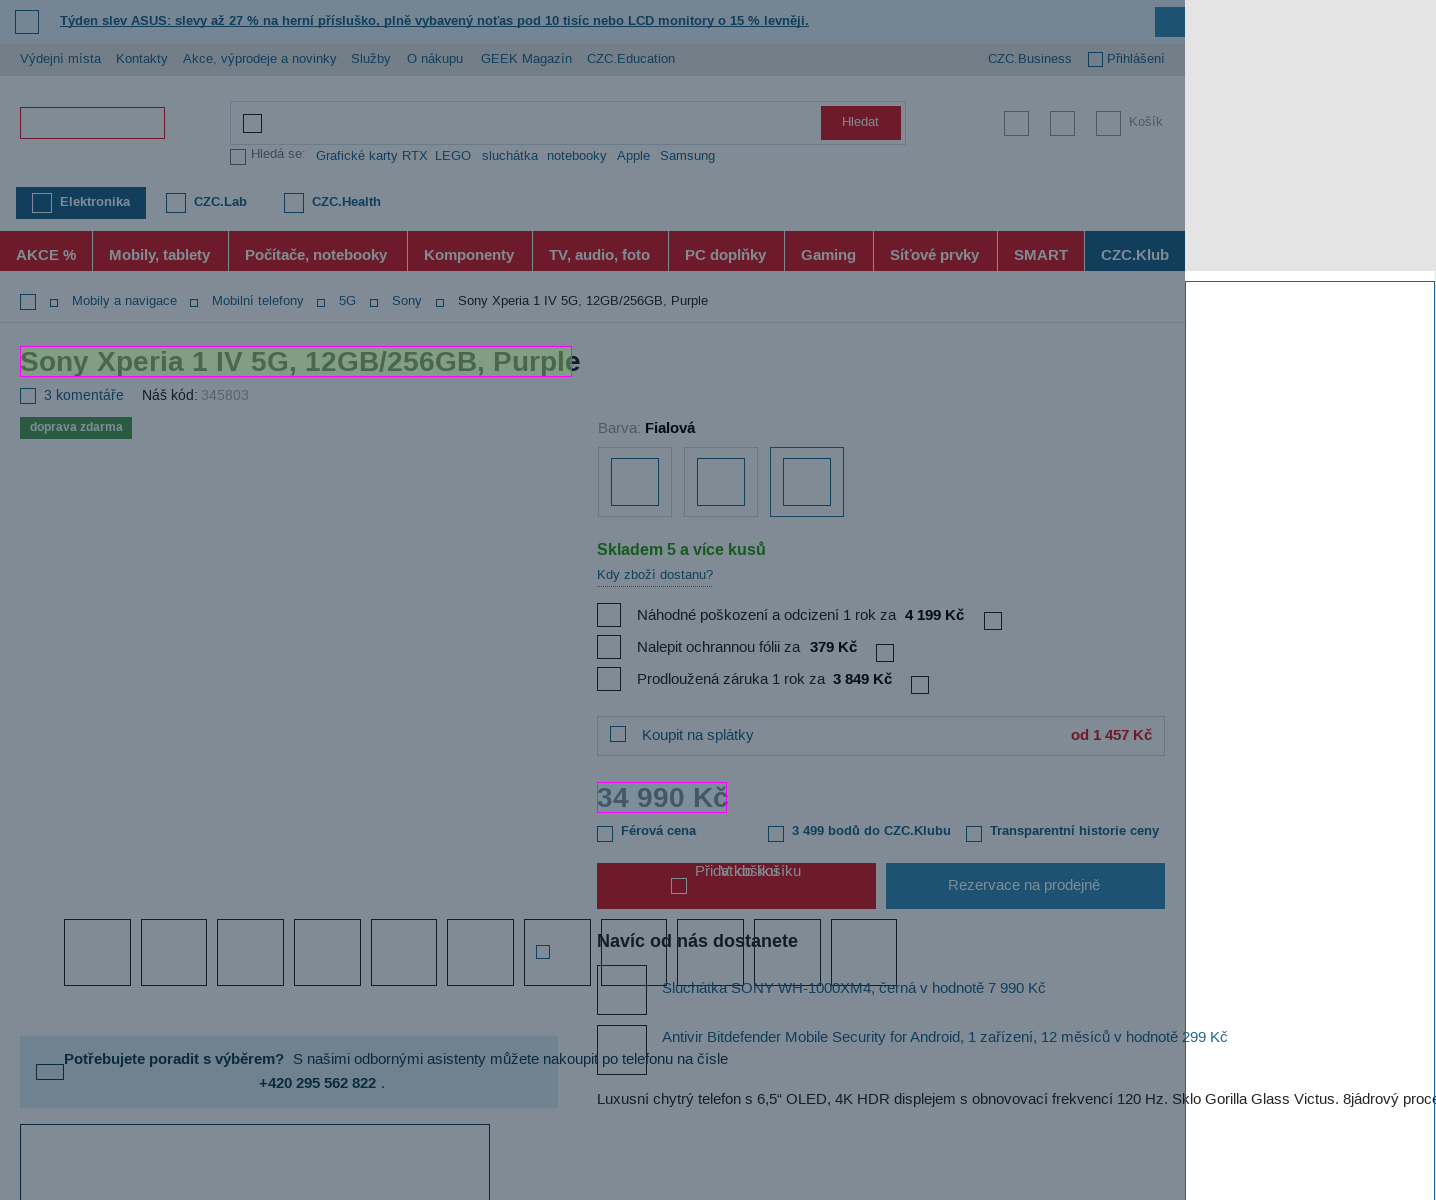 Týden slev ASUS: slevy až 27 % na herní přísluško, plně vybavený noťas pod 10 tisíc nebo LCD monitory o 15 % levněji.
Výdejní místa Kontakty Akce, výprodeje a novinky Služby O nákupu GEEK Magazín CZC.Education CZC.Business Přihlášení
Hledat Košík
Hledá se: Grafické karty RTX LEGO sluchátka notebooky Apple Samsung
Elektronika CZC.Lab CZC.Health
AKCE % Mobily, tablety Počítače, notebooky Komponenty TV, audio, foto PC doplňky Gaming Síťové prvky SMART CZC.Klub
Mobily a navigace Mobilní telefony 5G Sony Sony Xperia 1 IV 5G, 12GB/256GB, Purple
Sony Xperia 1 IV 5G, 12GB/256GB, Purple
3 komentáře Náš kód: 345803
doprava zdarma
Barva: Fialová
Skladem 5 a více kusů
Kdy zboží dostanu?
Náhodné poškození a odcizení 1 rok za 4 199 Kč
Nalepit ochrannou fólii za 379 Kč
Prodloužená záruka 1 rok za 3 849 Kč
Koupit na splátky od 1 457 Kč
34 990 Kč
Férová cena 3 499 bodů do CZC.Klubu Transparentní historie ceny
Přidat do košíku
Rezervace na prodejně
Navíc od nás dostanete
Sluchátka SONY WH-1000XM4, černá v hodnotě 7 990 Kč
Antivir Bitdefender Mobile Security for Android, 1 zařízení, 12 měsíců v hodnotě 299 Kč
Potřebujete poradit s výběrem? S našimi odbornými asistenty můžete nakoupit po telefonu na čísle
+420 295 562 822 .
Luxusní chytrý telefon s 6,5“ OLED, 4K HDR displejem s obnovovací frekvencí 120 Hz. Sklo Gorilla Glass Victus. 8jádrový